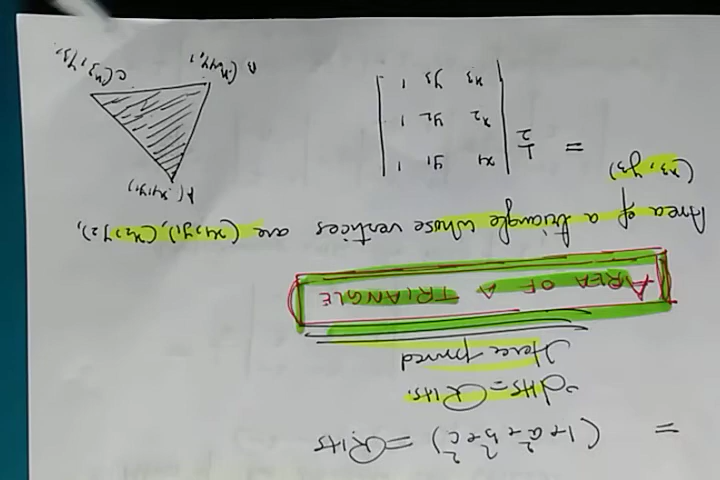 = (1+a²+b²+c²) = RHS
LHS = RHS.
Hence proved
AREA OF A TRIANGLE
Area of a triangle whose vertices are (x₁,y₁), (x₂,y₂),
(x₃, y₃)
= 1/2 | x₁ y₁ 1 |
| x₂ y₂ 1 |
| x₃ y₃ 1 |
A(x₁,y₁)
C(x₃,y₃)